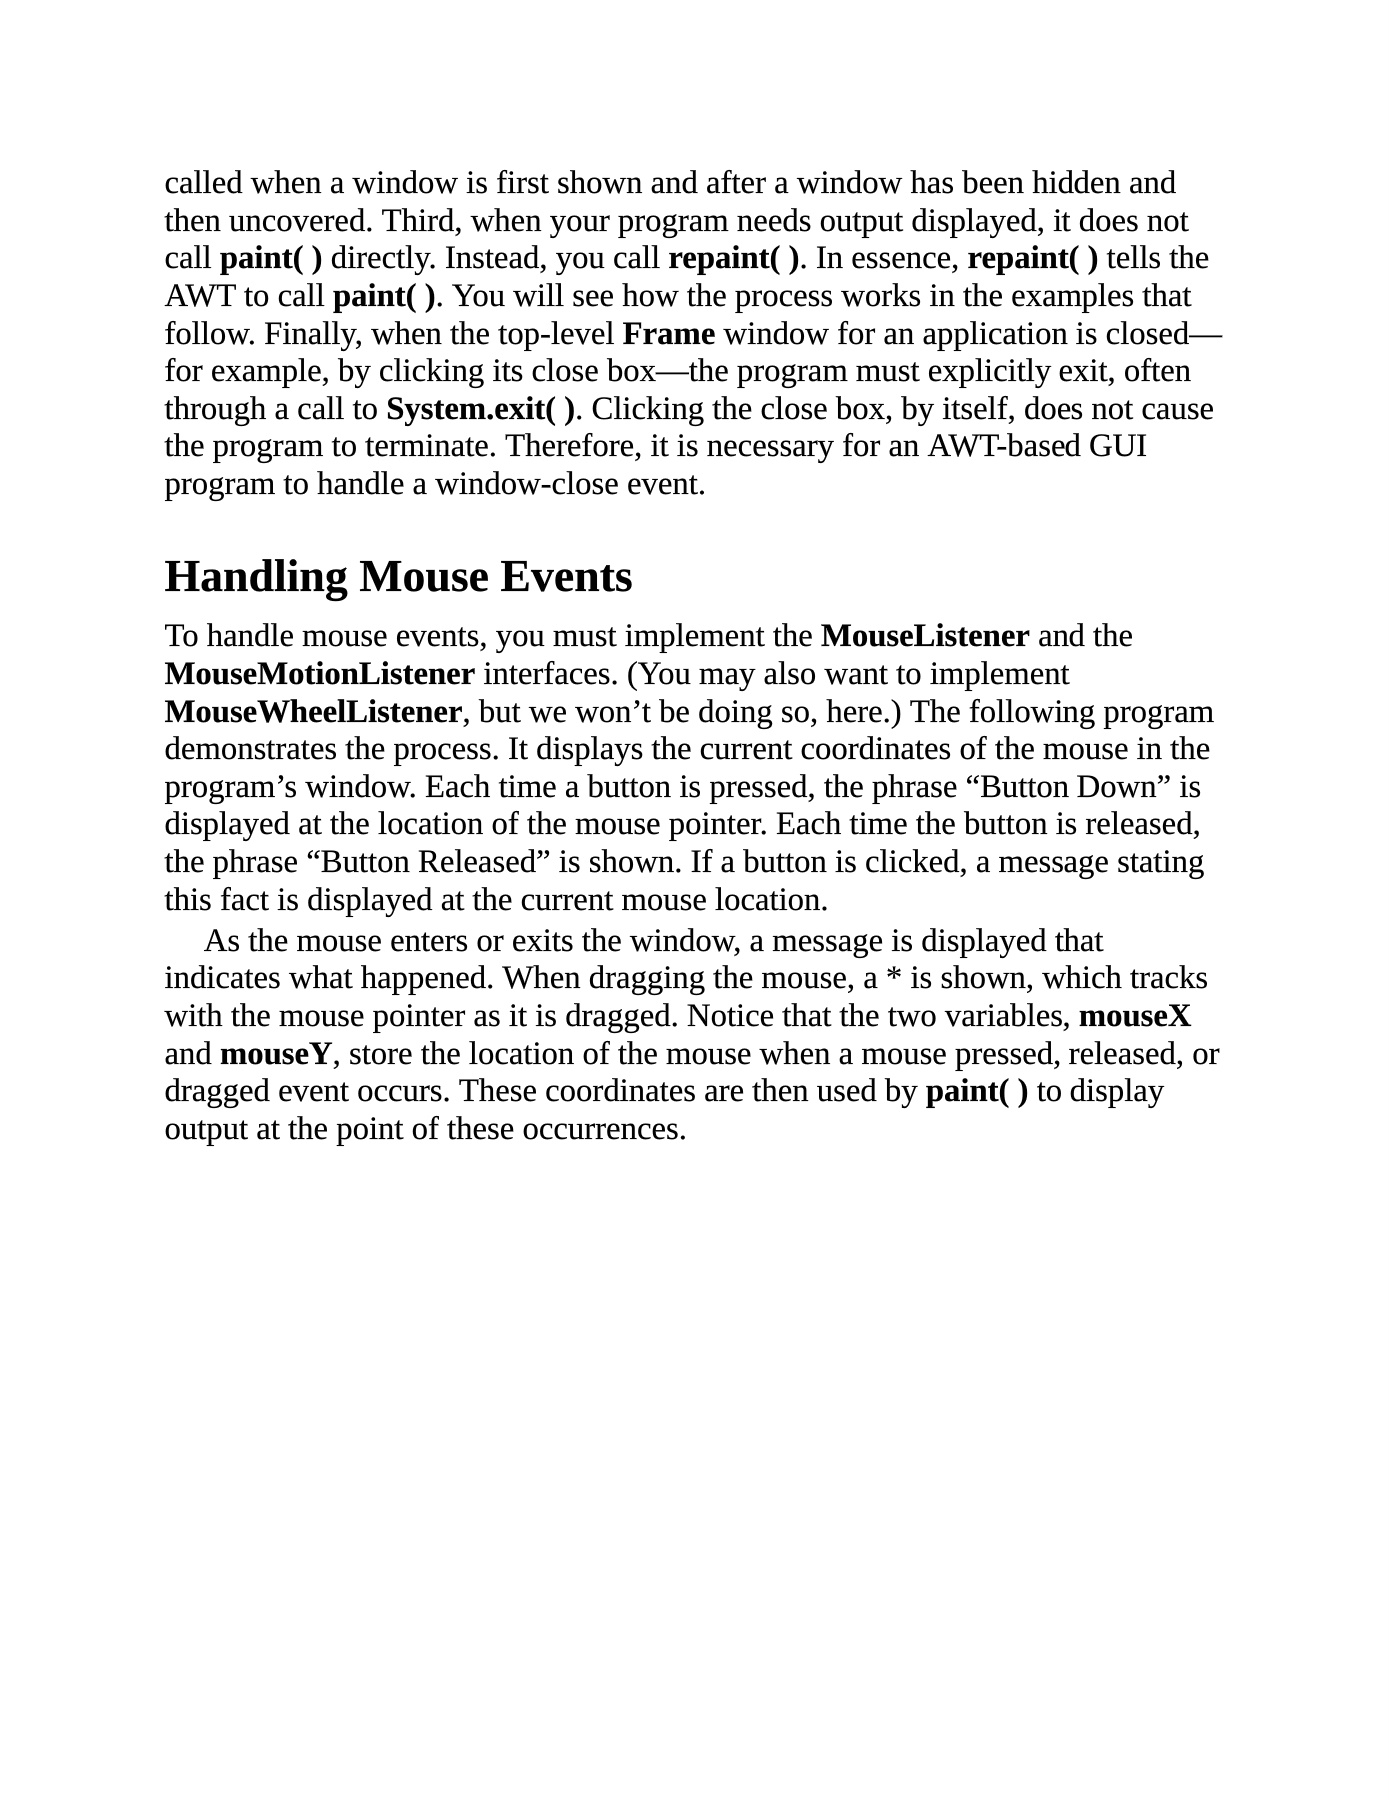 called when a window is first shown and after a window has been hidden and
then uncovered. Third, when your program needs output displayed, it does not
call paint( ) directly. Instead, you call repaint( ). In essence, repaint( ) tells the
AWT to call paint( ). You will see how the process works in the examples that
follow. Finally, when the top-level Frame window for an application is closed—
for example, by clicking its close box—the program must explicitly exit, often
through a call to System.exit( ). Clicking the close box, by itself, does not cause
the program to terminate. Therefore, it is necessary for an AWT-based GUI
program to handle a window-close event.
Handling Mouse Events
To handle mouse events, you must implement the MouseListener and the
MouseMotionListener interfaces. (You may also want to implement
MouseWheelListener, but we won’t be doing so, here.) The following program
demonstrates the process. It displays the current coordinates of the mouse in the
program’s window. Each time a button is pressed, the phrase “Button Down” is
displayed at the location of the mouse pointer. Each time the button is released,
the phrase “Button Released” is shown. If a button is clicked, a message stating
this fact is displayed at the current mouse location.
As the mouse enters or exits the window, a message is displayed that
indicates what happened. When dragging the mouse, a * is shown, which tracks
with the mouse pointer as it is dragged. Notice that the two variables, mouseX
and mouseY, store the location of the mouse when a mouse pressed, released, or
dragged event occurs. These coordinates are then used by paint( ) to display
output at the point of these occurrences.